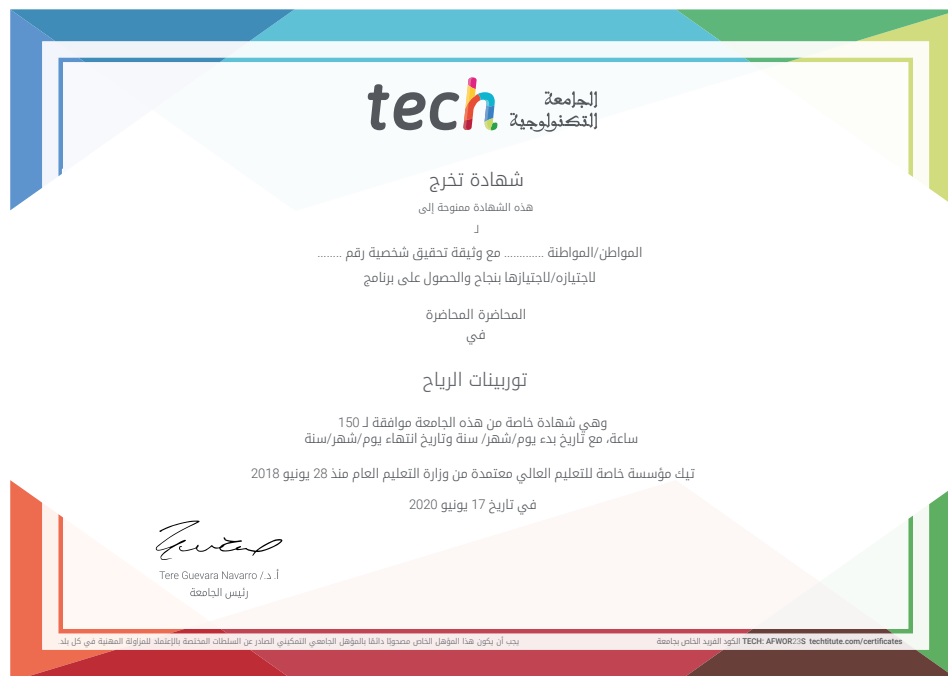 tech الجامعة
التكنولوجية
شهادة تخرج
هذه الشهادة ممنوحة إلى
لـ
المواطن/المواطنة ............ مع وثيقة تحقيق شخصية رقم ........
لاجتيازه/لاجتيازها بنجاح والحصول على برنامج
المحاضرة المحاضرة
في
توربينات الرياح
وهي شهادة خاصة من هذه الجامعة موافقة لـ 150
ساعة، مع تاريخ بدء يوم/شهر/ سنة وتاريخ انتهاء يوم/شهر/سنة
تيك مؤسسة خاصة للتعليم العالي معتمدة من وزارة التعليم العام منذ 28 يونيو 2018
في تاريخ 17 يونيو 2020
أ. د./ Tere Guevara Navarro
رئيس الجامعة
يجب أن يكون هذا المؤهل الخاص مصحوبًا دائمًا بالمؤهل الجامعي التمكيني الصادر عن السلطات المختصة بالإعتماد للمزاولة المهنية في كل بلد.
الكود الفريد الخاص بجامعة TECH: AFWOR23S techtitute.com/certificates